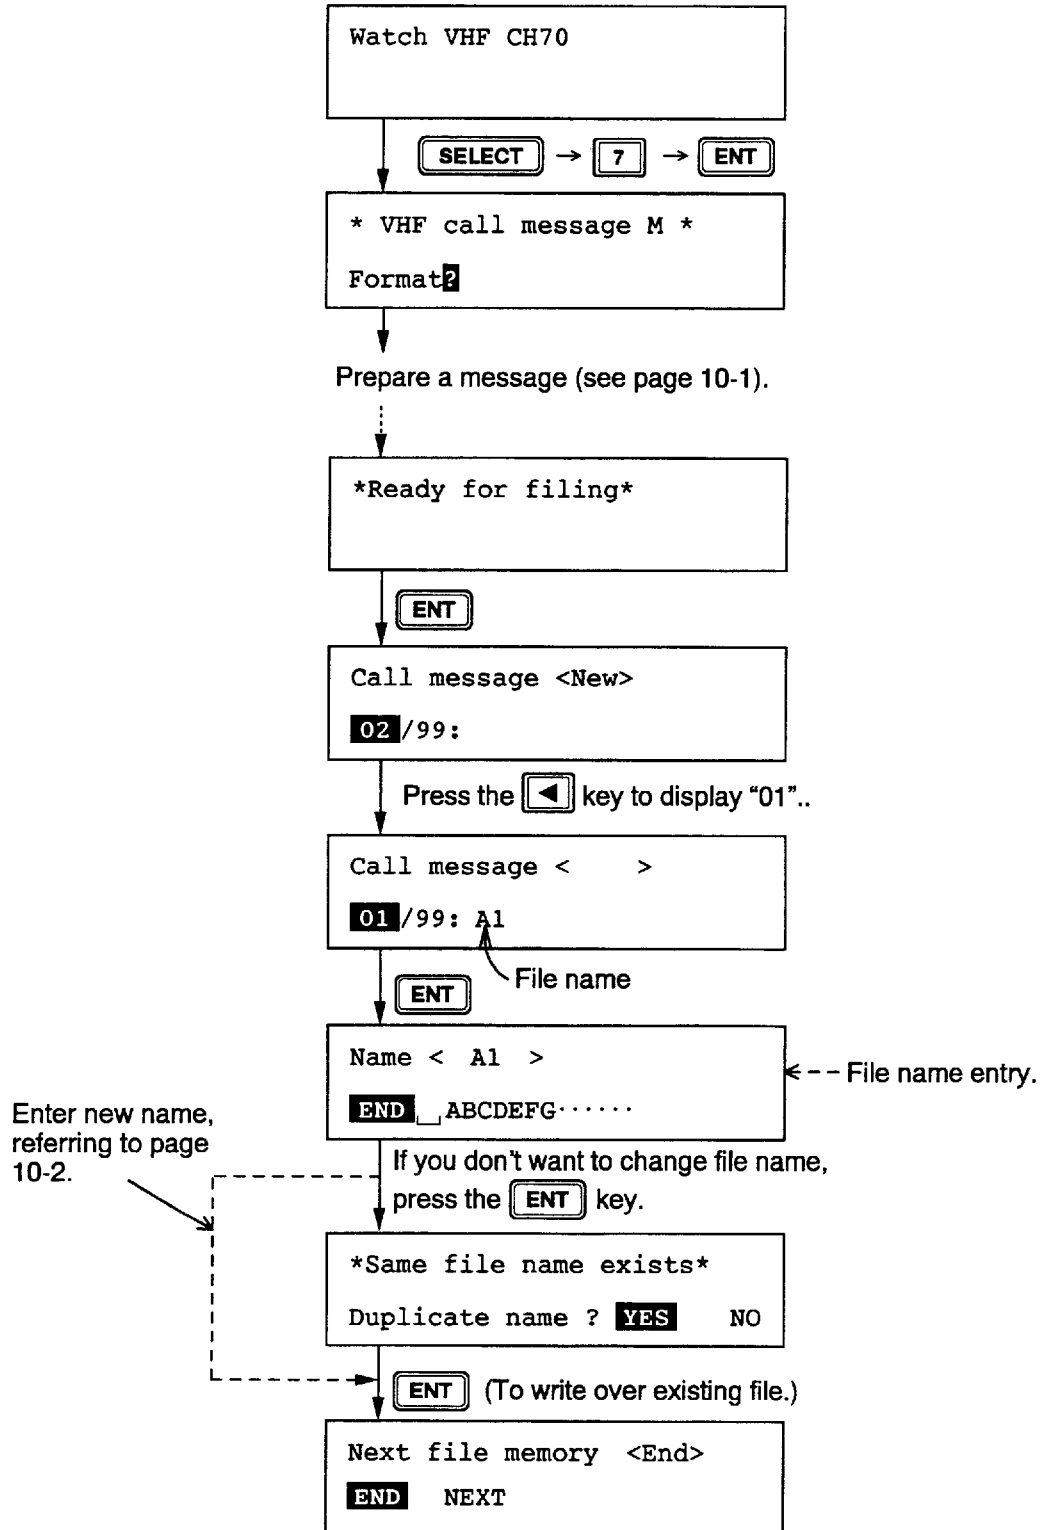 Watch VHF CH70
SELECT → 7 → ENT
* VHF call message M *
Format?
Prepare a message (see page 10-1).
*Ready for filing*
ENT
Call message <New>
02/99:
Press the ◀ key to display “01”..
Call message <    >
01/99: A1
File name
ENT
Name <  A1  >
END␣ABCDEFG······
File name entry.
Enter new name,
referring to page
10-2.
If you don't want to change file name,
press the ENT key.
*Same file name exists*
Duplicate name ? YES NO
ENT (To write over existing file.)
Next file memory <End>
END NEXT